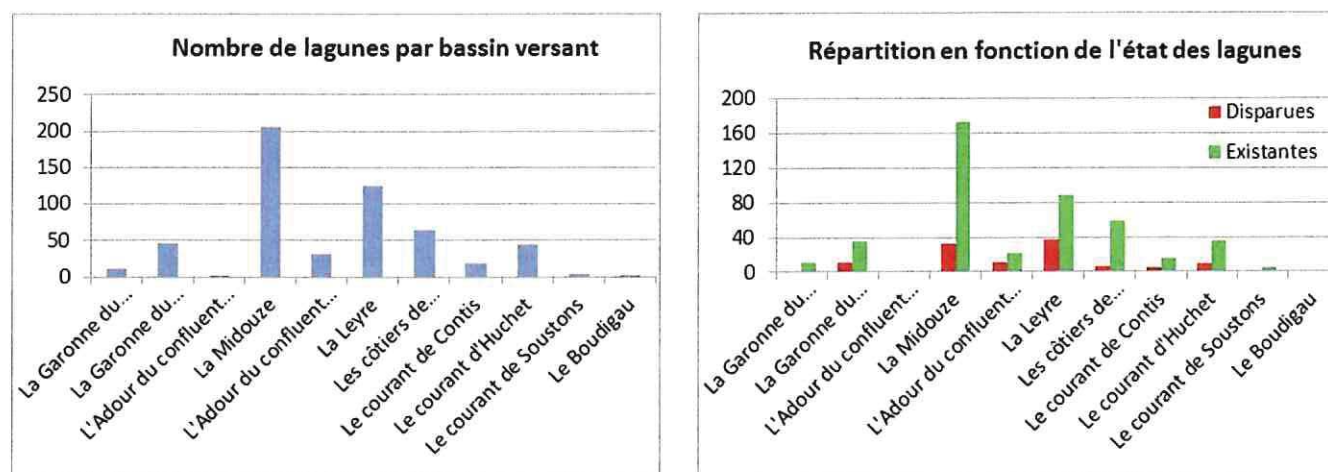 Nombre de lagunes par bassin versant
250
200
150
100
50
0
La Garonne du...
La Garonne du...
L'Adour du confluent...
La Midouze
L'Adour du confluent...
La Leyre
Les côtiers de...
Le courant de Contis
Le courant d'Huchet
Le courant de Soustons
Le Boudigau
Répartition en fonction de l'état des lagunes
200
160
120
80
40
0
Disparues
Existantes
La Garonne du...
La Garonne du...
L'Adour du confluent...
La Midouze
L'Adour du confluent...
La Leyre
Les côtiers de...
Le courant de Contis
Le courant d'Huchet
Le courant de Soustons
Le Boudigau